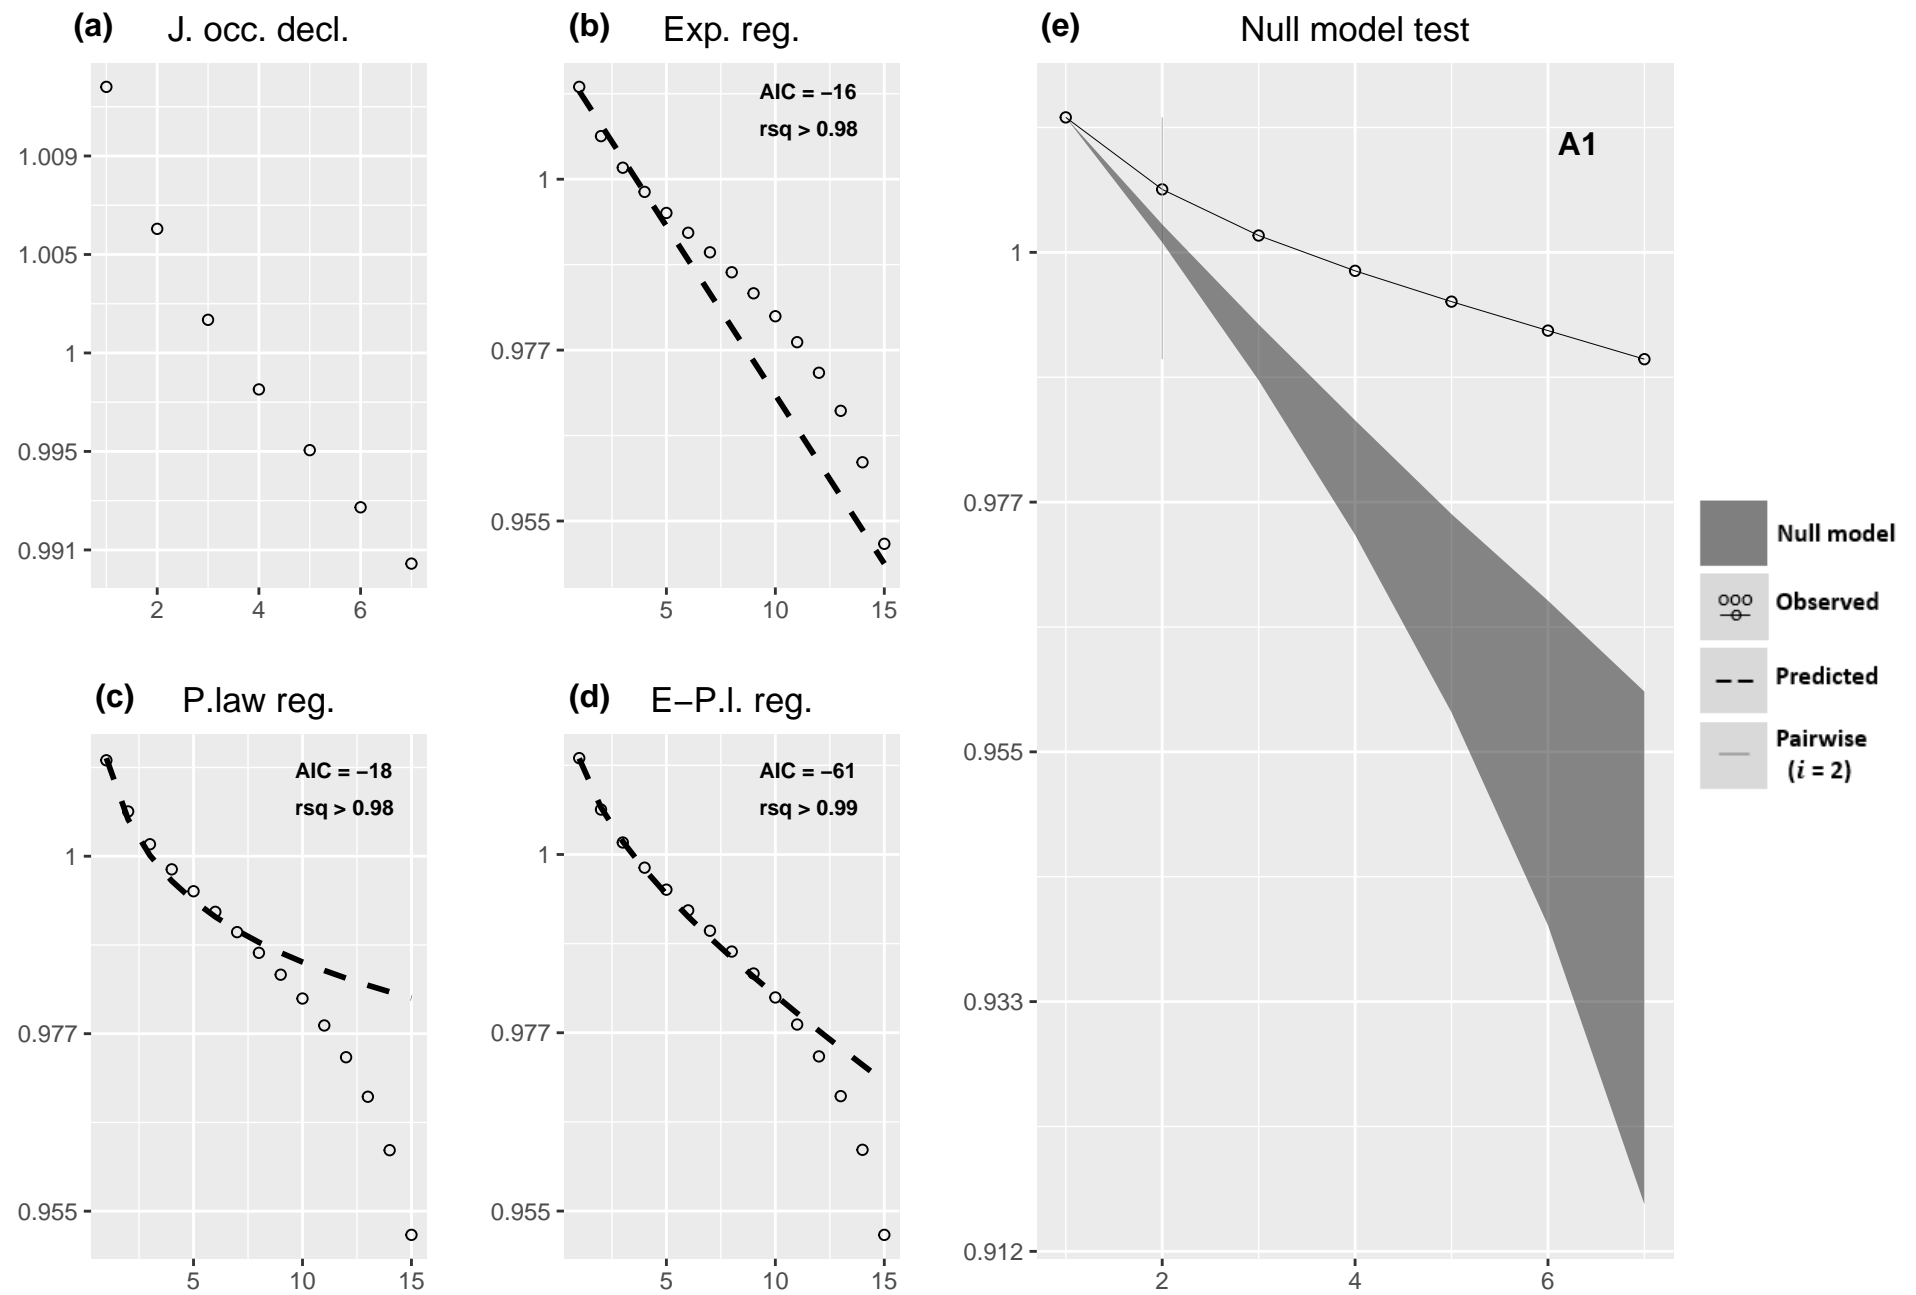 (a) J. occ. decl.
1.009
1.005
1
0.995
0.991
2 4 6
(b) Exp. reg.
AIC = −16
rsq > 0.98
1
0.977
0.955
5 10 15
(c) P.law reg.
AIC = −18
rsq > 0.98
1
0.977
0.955
5 10 15
(d) E−P.l. reg.
AIC = −61
rsq > 0.99
1
0.977
0.955
5 10 15
(e) Null model test
A1
1
0.977
0.955
0.933
0.912
2 4 6
Null model
Observed
Predicted
Pairwise
(i = 2)